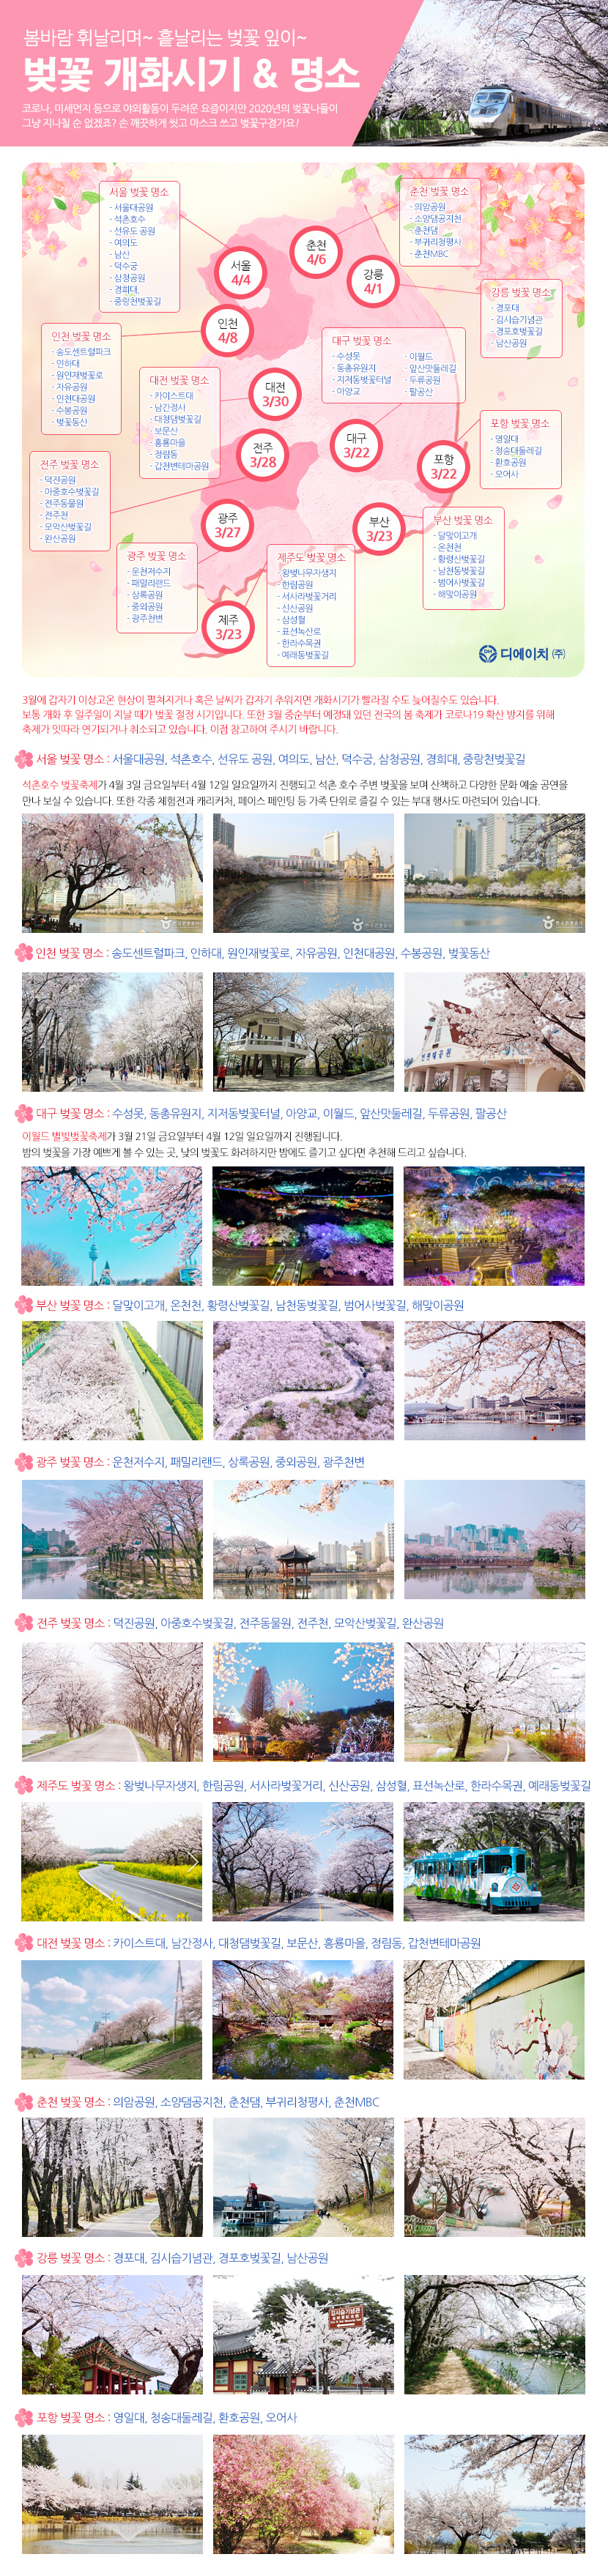 봄바람 휘날리며~ 흩날리는 벚꽃 잎이~
벚꽃 개화시기 & 명소
코로나, 미세먼지 등으로 야외활동이 두려운 요즘이지만 2020년의 벚꽃나들이
그냥 지나칠 순 없겠죠? 손 깨끗하게 씻고 마스크 쓰고 벚꽃구경가요!
서울 벚꽃 명소
- 서울대공원
- 석촌호수
- 선유도 공원
- 여의도
- 남산
- 덕수궁
- 삼청공원
- 경희대,
- 중랑천벚꽃길
춘천 벚꽃 명소
- 의암공원
- 소양댐공지천
- 춘천댐
- 부귀리청평사
- 춘천MBC
서울
4/4
춘천
4/6
강릉
4/1
강릉 벚꽃 명소
- 경포대
- 김시습기념관
- 경포호벚꽃길
- 남산공원
인천
4/8
인천 벚꽃 명소
- 송도센트럴파크
- 인하대
- 원인재벚꽃로
- 자유공원
- 인천대공원
- 수봉공원
- 벚꽃동산
대구 벚꽃 명소
- 수성못
- 동총유원지
- 지저동벚꽃터널
- 아양교
- 이월드
- 앞산맛둘레길
- 두류공원
- 팔공산
대전 벚꽃 명소
- 카이스트대
- 남간정사
- 대청댐벚꽃길
- 보문산
- 흥룡마을
- 정림동
- 갑천변테마공원
대전
3/30
전주
3/28
대구
3/22
포항
3/22
포항 벚꽃 명소
- 영일대
- 청송대둘레길
- 환호공원
- 오어사
전주 벚꽃 명소
- 덕진공원
- 아중호수벚꽃길
- 전주동물원
- 전주천
- 모악산벚꽃길
- 완산공원
광주
3/27
부산
3/23
부산 벚꽃 명소
- 달맞이고개
- 온천천
- 황령산벚꽃길
- 남천동벚꽃길
- 범어사벚꽃길
- 해맞이공원
광주 벚꽃 명소
- 운천저수지
- 패밀리랜드
- 상록공원
- 중외공원
- 광주천변
제주도 벚꽃 명소
- 왕벚나무자생지
- 한림공원
- 서사라벚꽃거리
- 신산공원
- 삼성혈
- 표선녹산로
- 한라수목권
- 예래동벚꽃길
제주
3/23
디에이치 (주)
3월에 갑자기 이상고온 현상이 펼쳐지거나 혹은 날씨가 갑자기 추워지면 개화시기가 빨라질 수도 늦어질수도 있습니다.
보통 개화 후 일주일이 지날 때가 벚꽃 절정 시기입니다. 또한 3월 중순부터 예정돼 있던 전국의 봄 축제가 코로나19 확산 방지를 위해
축제가 잇따라 연기되거나 취소되고 있습니다. 이점 참고하여 주시기 바랍니다.
서울 벚꽃 명소 : 서울대공원, 석촌호수, 선유도 공원, 여의도, 남산, 덕수궁, 삼청공원, 경희대, 중랑천벚꽃길
석촌호수 벚꽃축제가 4월 3일 금요일부터 4월 12일 일요일까지 진행되고 석촌 호수 주변 벚꽃을 보며 산책하고 다양한 문화 예술 공연을
만나 보실 수 있습니다. 또한 각종 체험전과 캐리커처, 페이스 페인팅 등 가족 단위로 즐길 수 있는 부대 행사도 마련되어 있습니다.
인천 벚꽃 명소 : 송도센트럴파크, 인하대, 원인재벚꽃로, 자유공원, 인천대공원, 수봉공원, 벚꽃동산
대구 벚꽃 명소 : 수성못, 동총유원지, 지저동벚꽃터널, 아양교, 이월드, 앞산맛둘레길, 두류공원, 팔공산
이월드 별빛벚꽃축제가 3월 21일 금요일부터 4월 12일 일요일까지 진행됩니다.
밤의 벚꽃을 가장 예쁘게 볼 수 있는 곳, 낮의 벚꽃도 화려하지만 밤에도 즐기고 싶다면 추천해 드리고 싶습니다.
부산 벚꽃 명소 : 달맞이고개, 온천천, 황령산벚꽃길, 남천동벚꽃길, 범어사벚꽃길, 해맞이공원
광주 벚꽃 명소 : 운천저수지, 패밀리랜드, 상록공원, 중외공원, 광주천변
전주 벚꽃 명소 : 덕진공원, 아중호수벚꽃길, 전주동물원, 전주천, 모악산벚꽃길, 완산공원
제주도 벚꽃 명소 : 왕벚나무자생지, 한림공원, 서사라벚꽃거리, 신산공원, 삼성혈, 표선녹산로, 한라수목권, 예래동벚꽃길
대전 벚꽃 명소 : 카이스트대, 남간정사, 대청댐벚꽃길, 보문산, 흥룡마을, 정림동, 갑천변테마공원
춘천 벚꽃 명소 : 의암공원, 소양댐공지천, 춘천댐, 부귀리청평사, 춘천MBC
강릉 벚꽃 명소 : 경포대, 김시습기념관, 경포호벚꽃길, 남산공원
김시습기념관
포항 벚꽃 명소 : 영일대, 청송대둘레길, 환호공원, 오어사